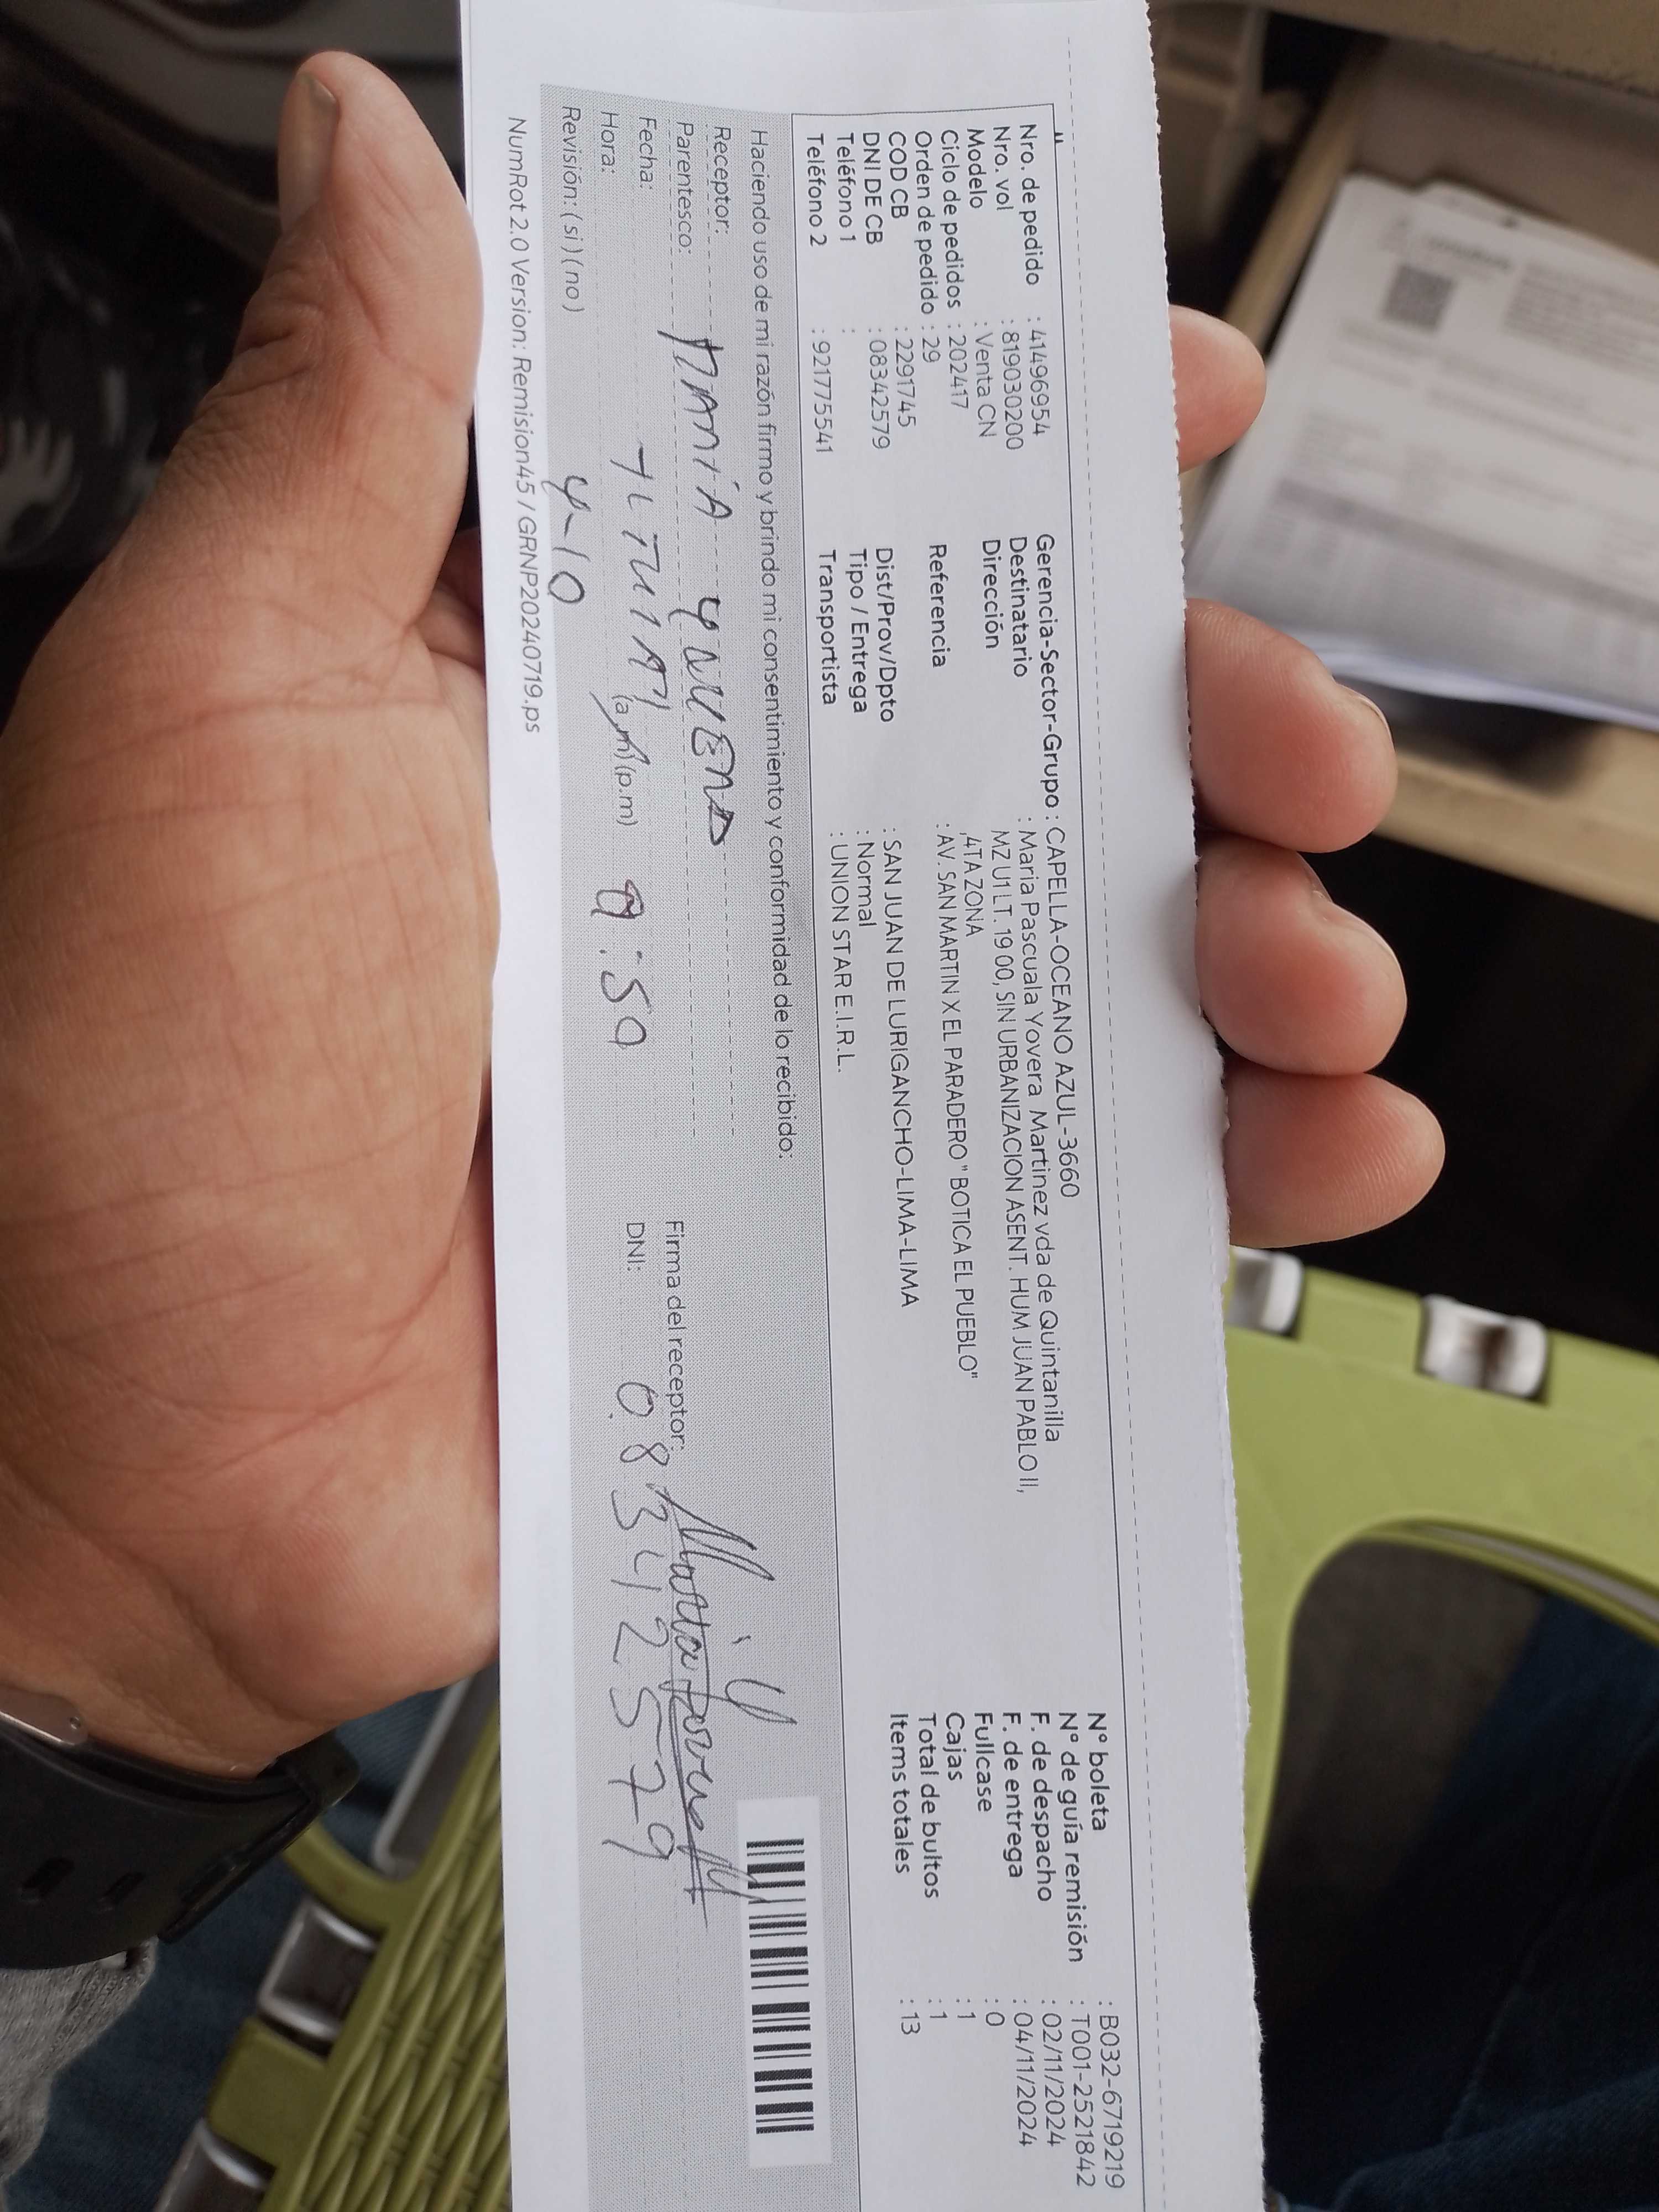 Nro. de pedido : 41496954
Nro. vol : 819030200
Modelo : Venta CN
Ciclo de pedidos : 202417
Orden de pedido : 29
COD CB : 2291745
DNI DE CB : 08342579
Teléfono 1 :
Teléfono 2 : 921775541
Gerencia-Sector-Grupo : CAPELLA-OCEANO AZUL-3660
Destinatario : Maria Pascuala Yovera Martinez vda de Quintanilla
Dirección MZ U1 LT. 19 00, SIN URBANIZACION ASENT. HUM JUAN PABLO II,
,4TA ZONA
Referencia : AV. SAN MARTIN X EL PARADERO "BOTICA EL PUEBLO"
Dist/Prov/Dpto : SAN JUAN DE LURIGANCHO-LIMA-LIMA
Tipo / Entrega : Normal
Transportista : UNION STAR E.I.R.L.
N° boleta : B032-6719219
N° de guía remisión : T001-2521842
F. de despacho : 02/11/2024
F. de entrega : 04/11/2024
Fullcase : 0
Cajas : 1
Total de bultos : 1
Items totales : 13
Haciendo uso de mi razón firmo y brindo mi consentimiento y conformidad de lo recibido:
Receptor: MARIA
Parentesco:
Fecha:
Hora: (a.m) (p.m) 9:50
Revisión: (si) (no) 4-10
Firma del receptor:
DNI: 08342579
NumRot 2.0 Version: Remision45 / GRNP20240719.ps